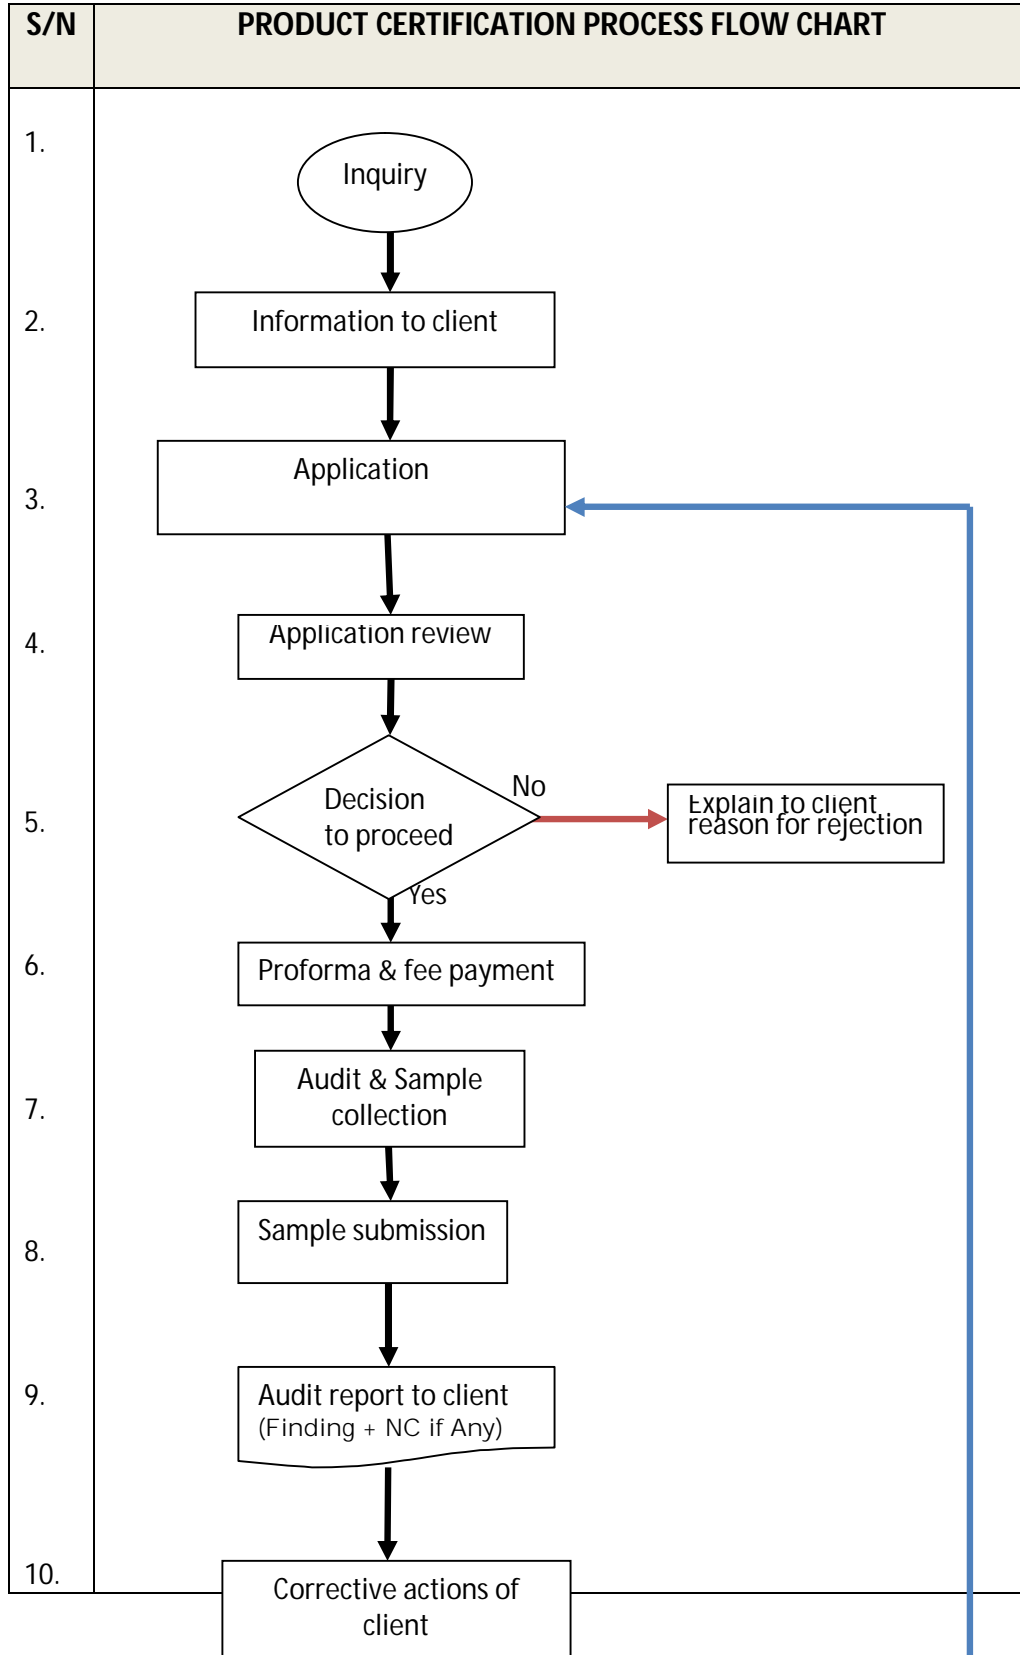 S/N
PRODUCT CERTIFICATION PROCESS FLOW CHART
1.
Inquiry
2.
Information to client
3.
Application
4.
Application review
5.
Decision
to proceed
No
Explain to client
reason for rejection
Yes
6.
Proforma & fee payment
7.
Audit & Sample
collection
8.
Sample submission
9.
Audit report to client
(Finding + NC if Any)
10.
Corrective actions of
client